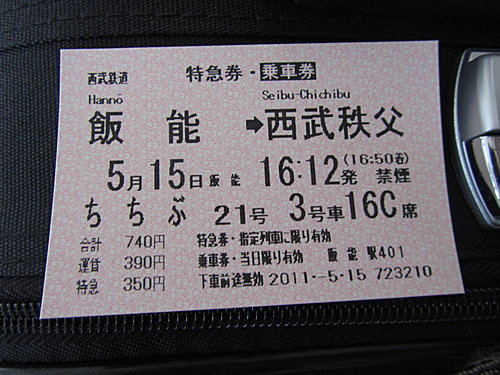 西武鉄道 特急券・乗車券
Hannō Seibu-Chichibu
飯能 ➡西武秩父
5月15日 飯能 16:12発 (16:50着) 禁煙
ちちぶ 21号 3号車 16C席
合計 740円 特急券・指定列車に限り有効
運賃 390円 乗車券・当日限り有効 飯能 駅401
特急 350円 下車前途無効 2011.-5.-15 723210